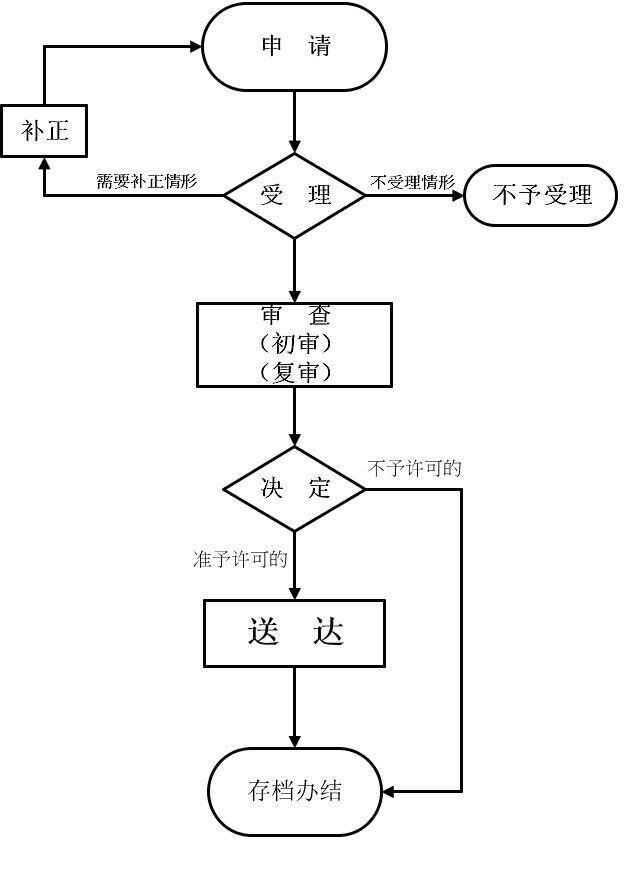 申 请
补正
需要补正情形
受 理
不受理情形
不予受理
审 查
（初审）
（复审）
决 定
不予许可的
准予许可的
送 达
存档办结